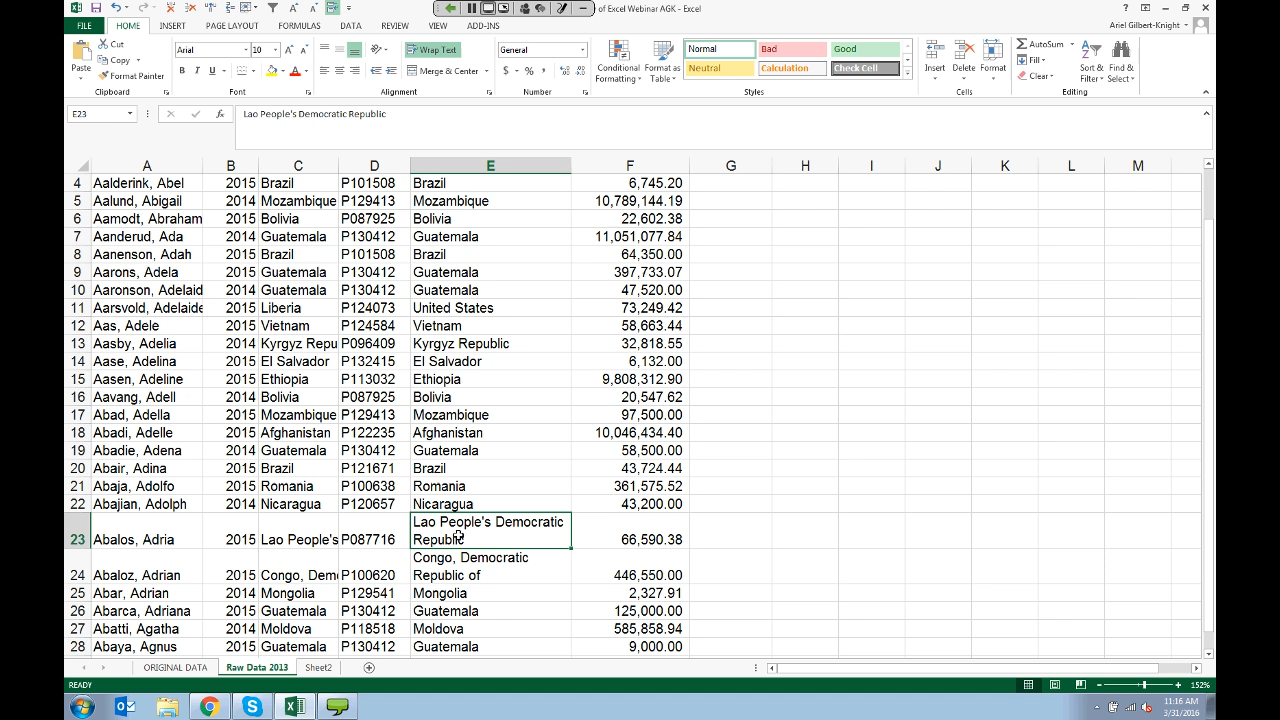 of Excel Webinar AGK - Excel
FILE HOME INSERT PAGE LAYOUT FORMULAS DATA REVIEW VIEW ADD-INS Ariel Gilbert-Knight
Cut
Copy
Format Painter
Paste
Arial 10
Wrap Text
Merge & Center
General
Conditional Formatting
Format as Table
Normal Bad Good
Neutral Calculation Check Cell
Insert Delete Format
AutoSum
Fill
Clear
Sort & Filter
Find & Select
Clipboard Font Alignment Number Styles Cells Editing
E23 Lao People's Democratic Republic
A B C D E F G H I J K L M
4 Aalderink, Abel 2015 Brazil P101508 Brazil 6,745.20
5 Aalund, Abigail 2014 Mozambique P129413 Mozambique 10,789,144.19
6 Aamodt, Abraham 2015 Bolivia P087925 Bolivia 22,602.38
7 Aanderud, Ada 2014 Guatemala P130412 Guatemala 11,051,077.84
8 Aanenson, Adah 2015 Brazil P101508 Brazil 64,350.00
9 Aarons, Adela 2015 Guatemala P130412 Guatemala 397,733.07
10 Aaronson, Adelaid 2014 Guatemala P130412 Guatemala 47,520.00
11 Aarsvold, Adelaide 2015 Liberia P124073 United States 73,249.42
12 Aas, Adele 2015 Vietnam P124584 Vietnam 58,663.44
13 Aasby, Adelia 2014 Kyrgyz Repu P096409 Kyrgyz Republic 32,818.55
14 Aase, Adelina 2015 El Salvador P132415 El Salvador 6,132.00
15 Aasen, Adeline 2015 Ethiopia P113032 Ethiopia 9,808,312.90
16 Aavang, Adell 2014 Bolivia P087925 Bolivia 20,547.62
17 Abad, Adella 2015 Mozambique P129413 Mozambique 97,500.00
18 Abadi, Adelle 2015 Afghanistan P122235 Afghanistan 10,046,434.40
19 Abadie, Adena 2014 Guatemala P130412 Guatemala 58,500.00
20 Abair, Adina 2015 Brazil P121671 Brazil 43,724.44
21 Abaja, Adolfo 2015 Romania P100638 Romania 361,575.52
22 Abajian, Adolph 2014 Nicaragua P120657 Nicaragua 43,200.00
Lao People's Democratic
23 Abalos, Adria 2015 Lao People's P087716 Republic 66,590.38
Congo, Democratic
24 Abaloz, Adrian 2015 Congo, Dem P100620 Republic of 446,550.00
25 Abar, Adrian 2014 Mongolia P129541 Mongolia 2,327.91
26 Abarca, Adriana 2015 Guatemala P130412 Guatemala 125,000.00
27 Abatti, Agatha 2014 Moldova P118518 Moldova 585,858.94
28 Abaya, Agnus 2015 Guatemala P130412 Guatemala 9,000.00
ORIGINAL DATA Raw Data 2013 Sheet2
READY 152%
11:16 AM
3/31/2016